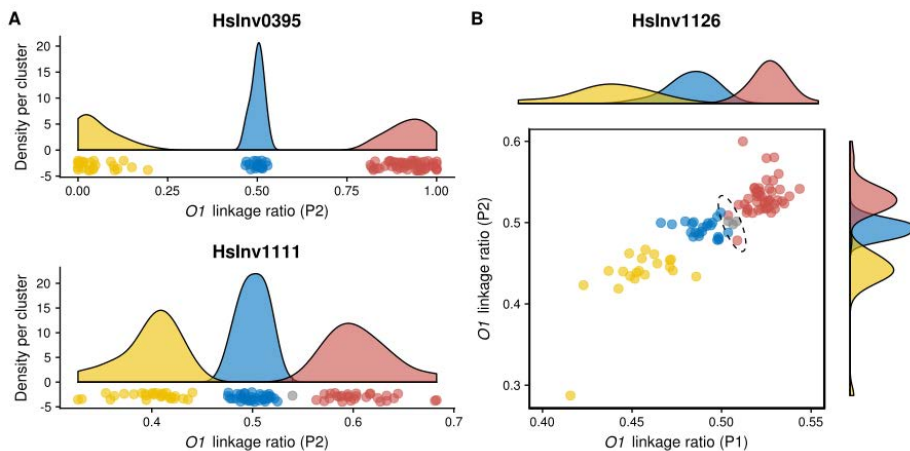 A
HsInv0395
Density per cluster
20
15
10
5
0
-5
0.00 0.25 0.50 0.75 1.00
O1 linkage ratio (P2)
HsInv1111
Density per cluster
20
15
10
5
0
-5
0.4 0.5 0.6 0.7
O1 linkage ratio (P2)
B
HsInv1126
O1 linkage ratio (P2)
0.6
0.5
0.4
0.3
0.40 0.45 0.50 0.55
O1 linkage ratio (P1)